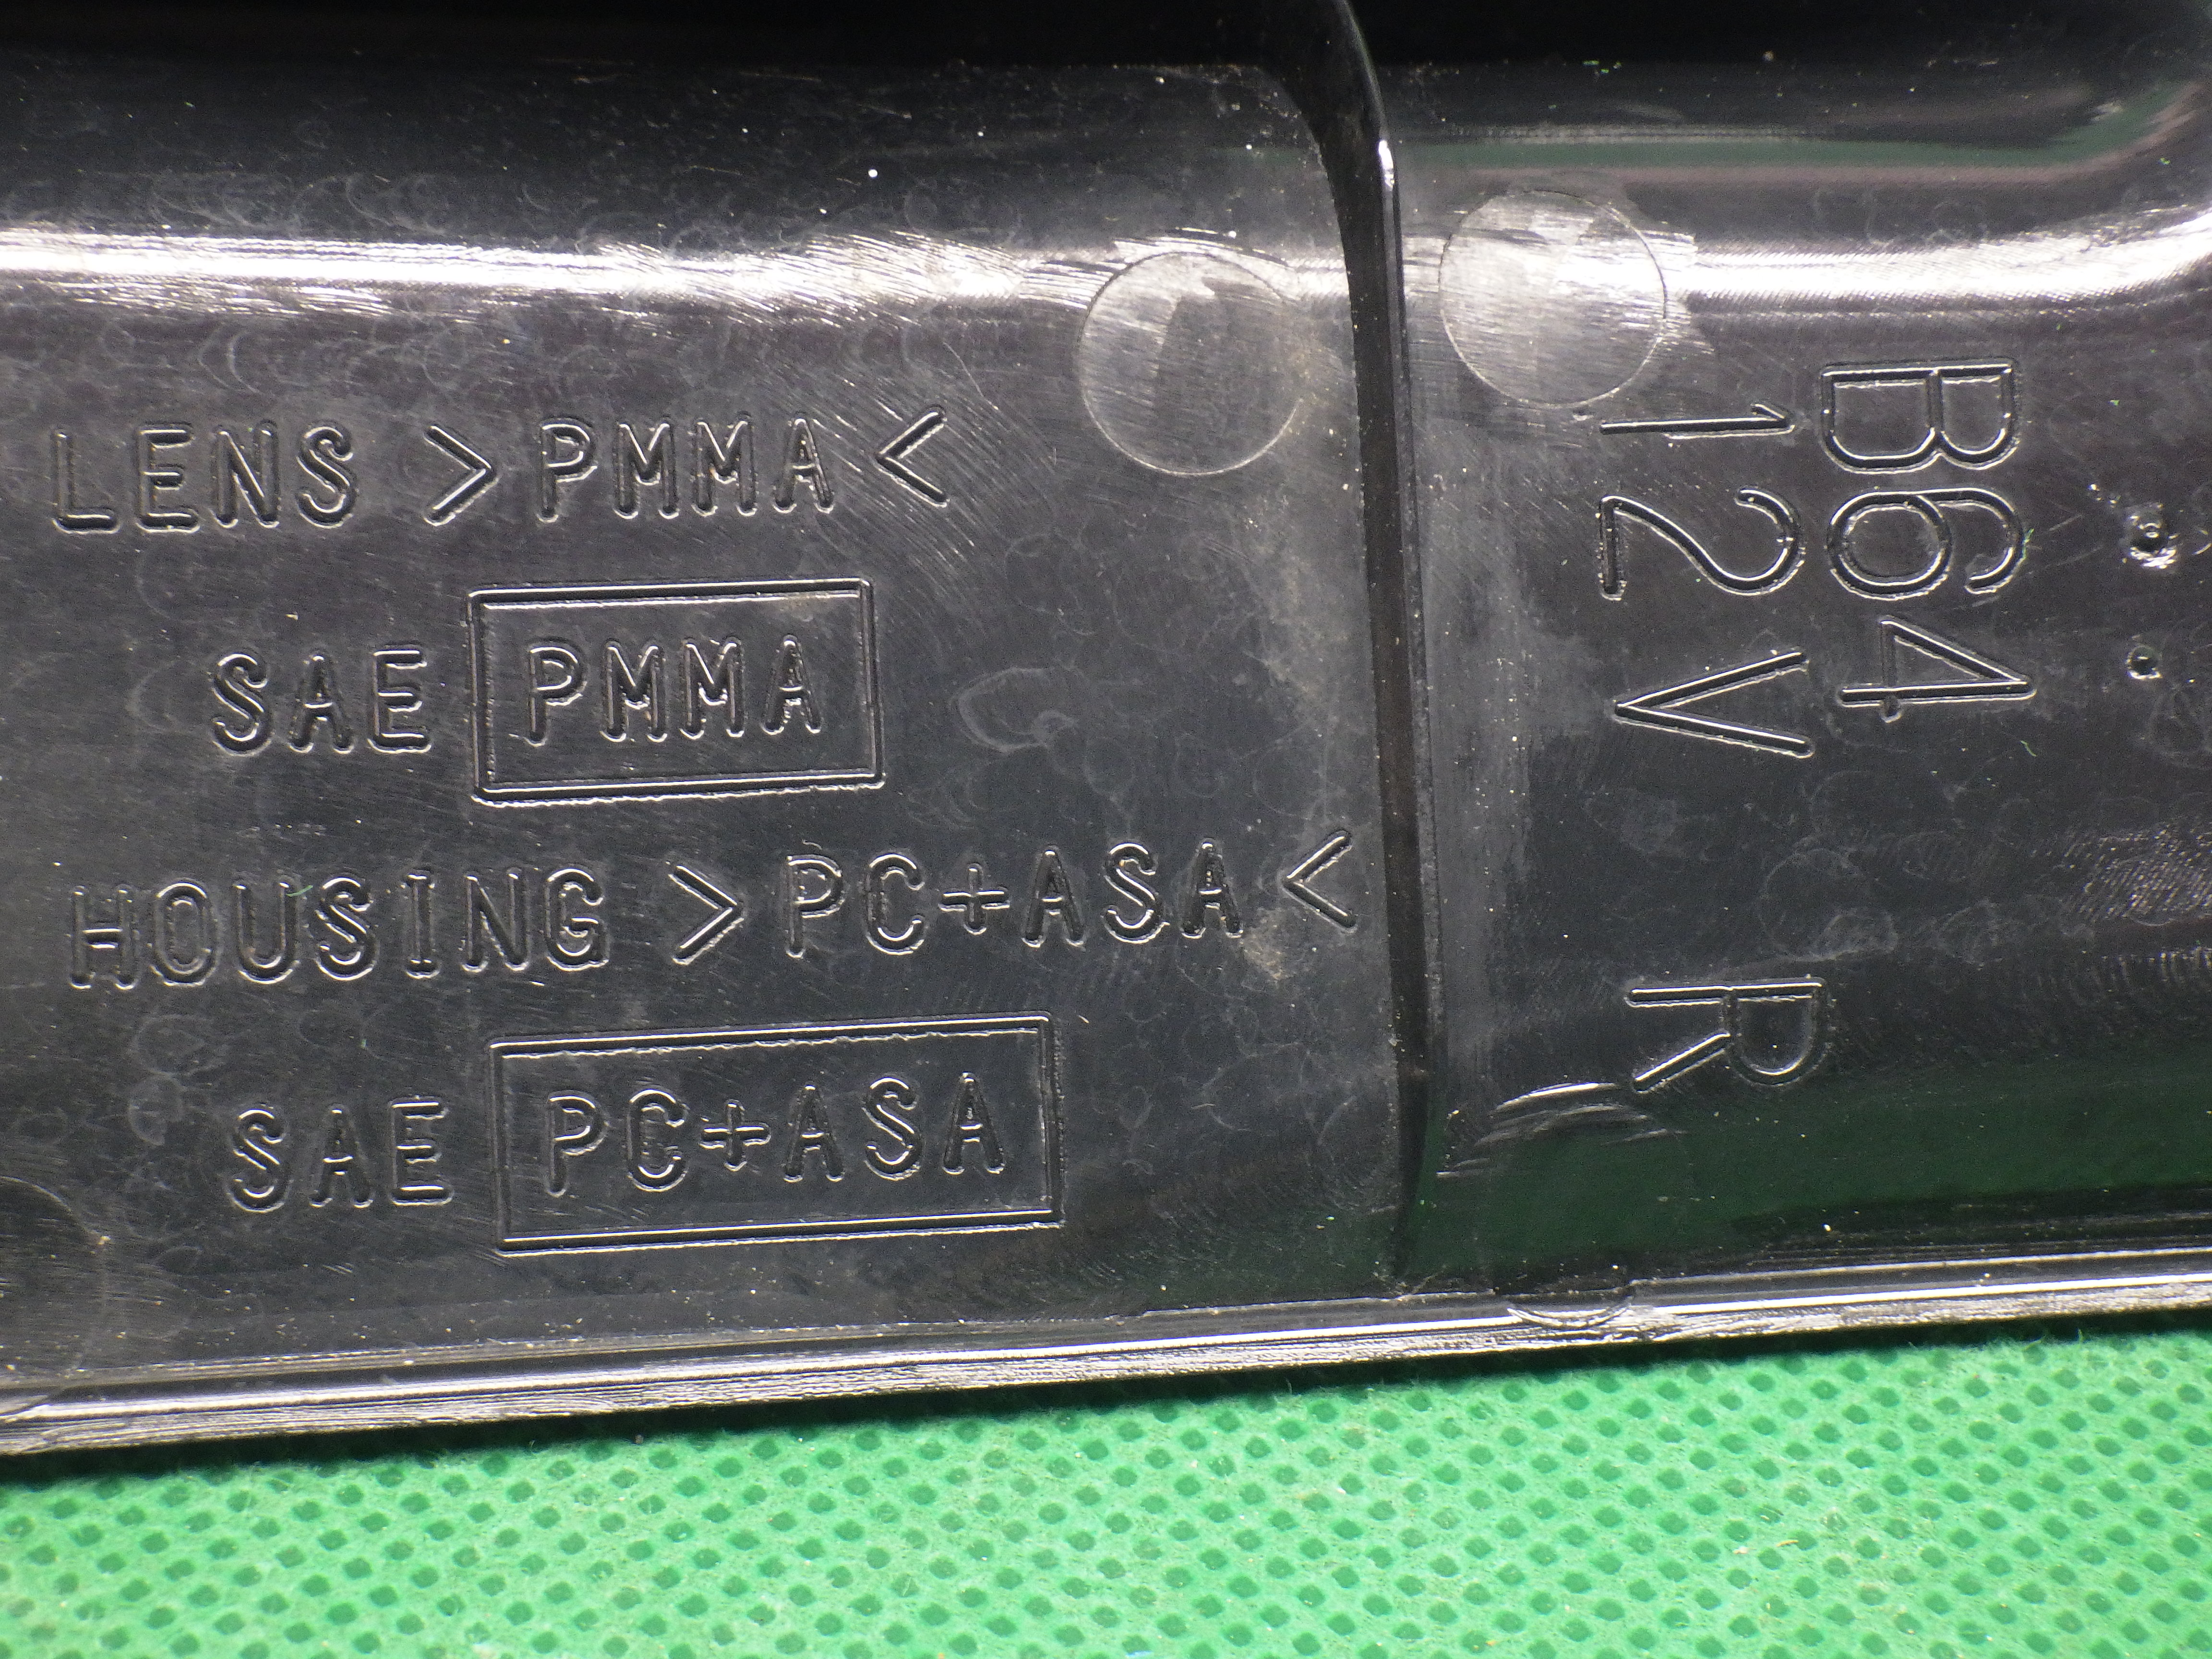 LENS >PMMA<
SAE PMMA
HOUSING >PC+ASA<
SAE PC+ASA
B64
12V R